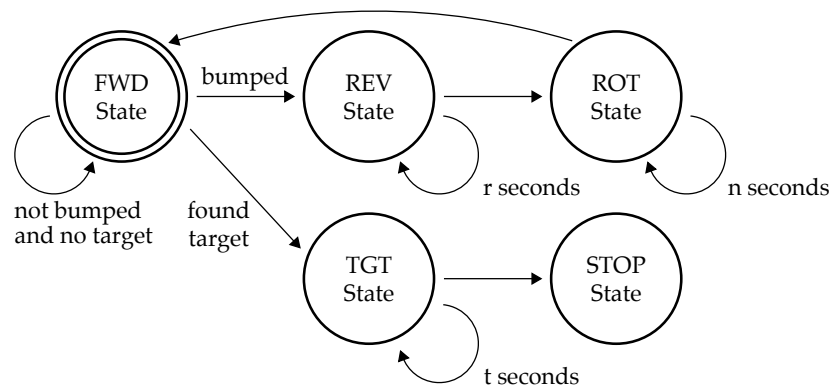 FWD
State
bumped
REV
State
ROT
State
not bumped
and no target
found
target
r seconds
n seconds
TGT
State
STOP
State
t seconds